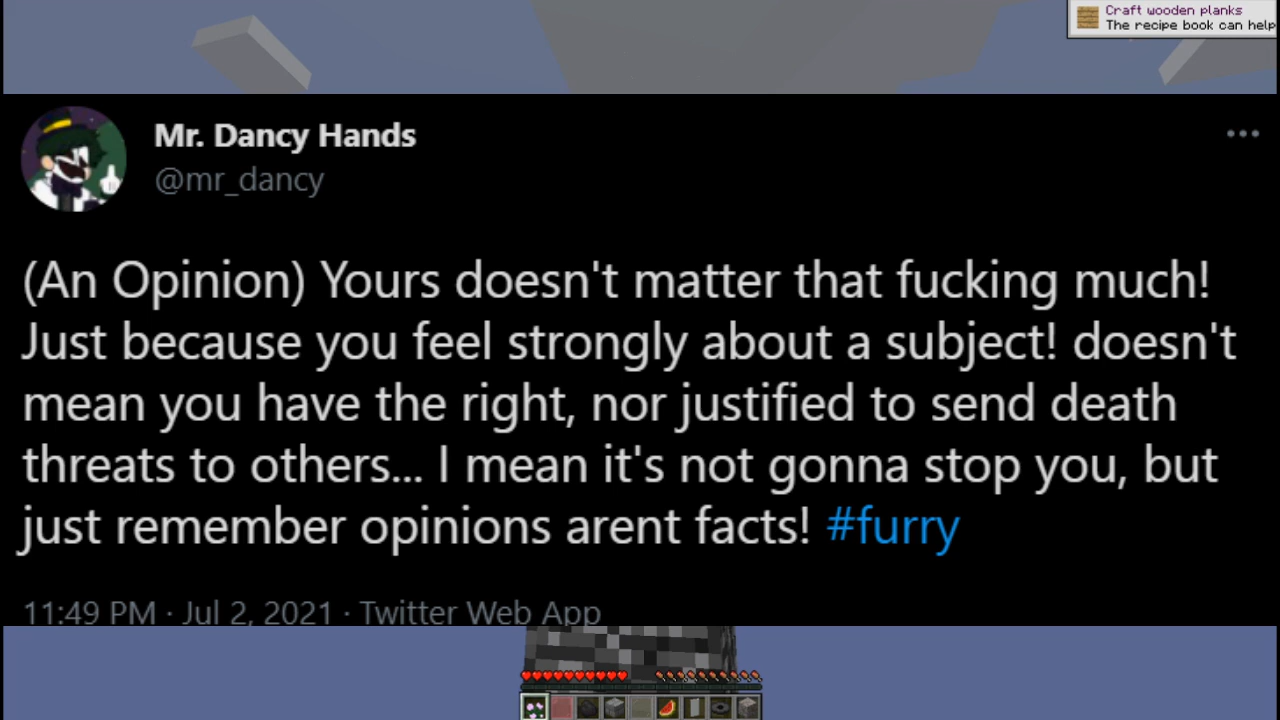 Craft wooden planks
The recipe book can help
Mr. Dancy Hands
@mr_dancy
(An Opinion) Yours doesn't matter that fucking much!
Just because you feel strongly about a subject! doesn't
mean you have the right, nor justified to send death
threats to others... I mean it's not gonna stop you, but
just remember opinions arent facts! #furry
11:49 PM · Jul 2, 2021 · Twitter Web App